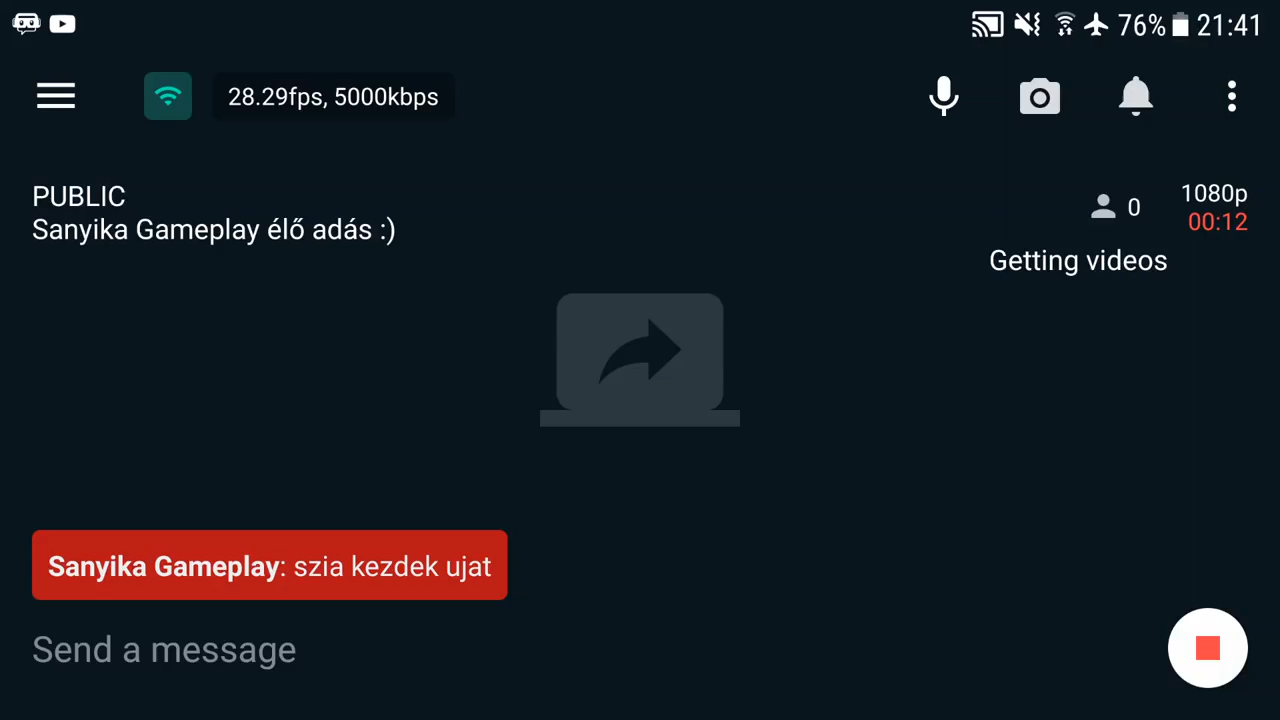 76% 21:41
28.29fps, 5000kbps
PUBLIC
Sanyika Gameplay élő adás :)
0
1080p
00:12
Getting videos
Sanyika Gameplay: szia kezdek ujat
Send a message